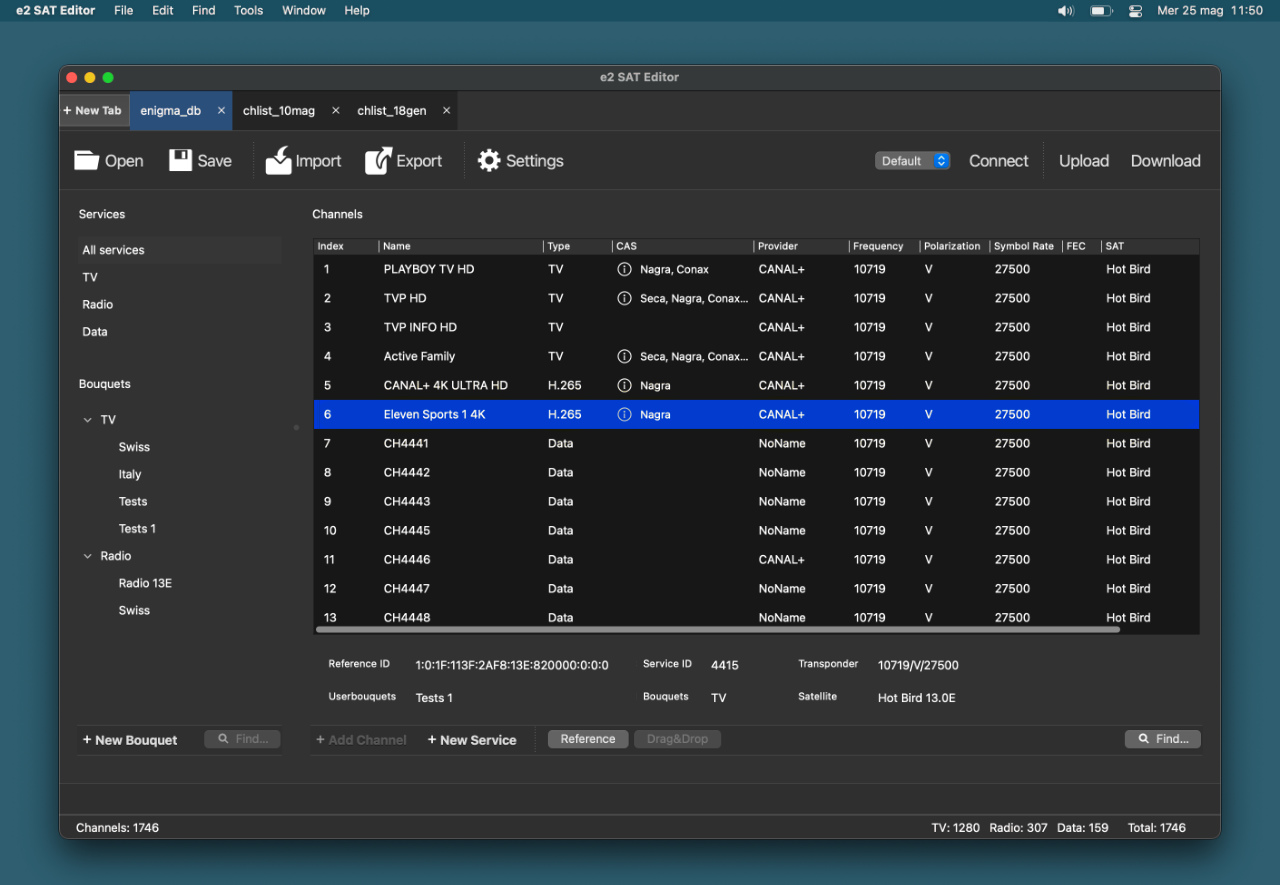 e2 SAT Editor File Edit Find Tools Window Help Mer 25 mag 11:50
e2 SAT Editor
+ New Tab enigma_db × chlist_10mag × chlist_18gen ×
Open Save Import Export Settings Default Connect Upload Download
Services
All services
TV
Radio
Data
Bouquets
TV
Swiss
Italy
Tests
Tests 1
Radio
Radio 13E
Swiss
+ New Bouquet Find...
Channels
Index Name Type CAS Provider Frequency Polarization Symbol Rate FEC SAT
1 PLAYBOY TV HD TV Nagra, Conax CANAL+ 10719 V 27500 Hot Bird
2 TVP HD TV Seca, Nagra, Conax... CANAL+ 10719 V 27500 Hot Bird
3 TVP INFO HD TV CANAL+ 10719 V 27500 Hot Bird
4 Active Family TV Seca, Nagra, Conax... CANAL+ 10719 V 27500 Hot Bird
5 CANAL+ 4K ULTRA HD H.265 Nagra CANAL+ 10719 V 27500 Hot Bird
6 Eleven Sports 1 4K H.265 Nagra CANAL+ 10719 V 27500 Hot Bird
7 CH4441 Data NoName 10719 V 27500 Hot Bird
8 CH4442 Data NoName 10719 V 27500 Hot Bird
9 CH4443 Data NoName 10719 V 27500 Hot Bird
10 CH4445 Data NoName 10719 V 27500 Hot Bird
11 CH4446 Data CANAL+ 10719 V 27500 Hot Bird
12 CH4447 Data NoName 10719 V 27500 Hot Bird
13 CH4448 Data NoName 10719 V 27500 Hot Bird
Reference ID 1:0:1F:113F:2AF8:13E:820000:0:0:0 Service ID 4415 Transponder 10719/V/27500
Userbouquets Tests 1 Bouquets TV Satellite Hot Bird 13.0E
+ Add Channel + New Service Reference Drag&Drop Find...
Channels: 1746 TV: 1280 Radio: 307 Data: 159 Total: 1746